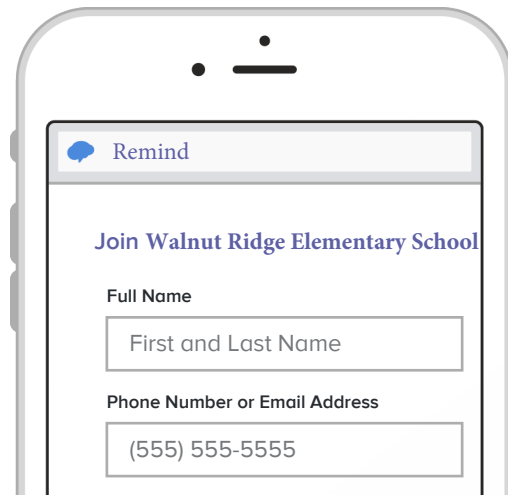 Remind
Join Walnut Ridge Elementary School
Full Name
First and Last Name
Phone Number or Email Address
(555) 555-5555